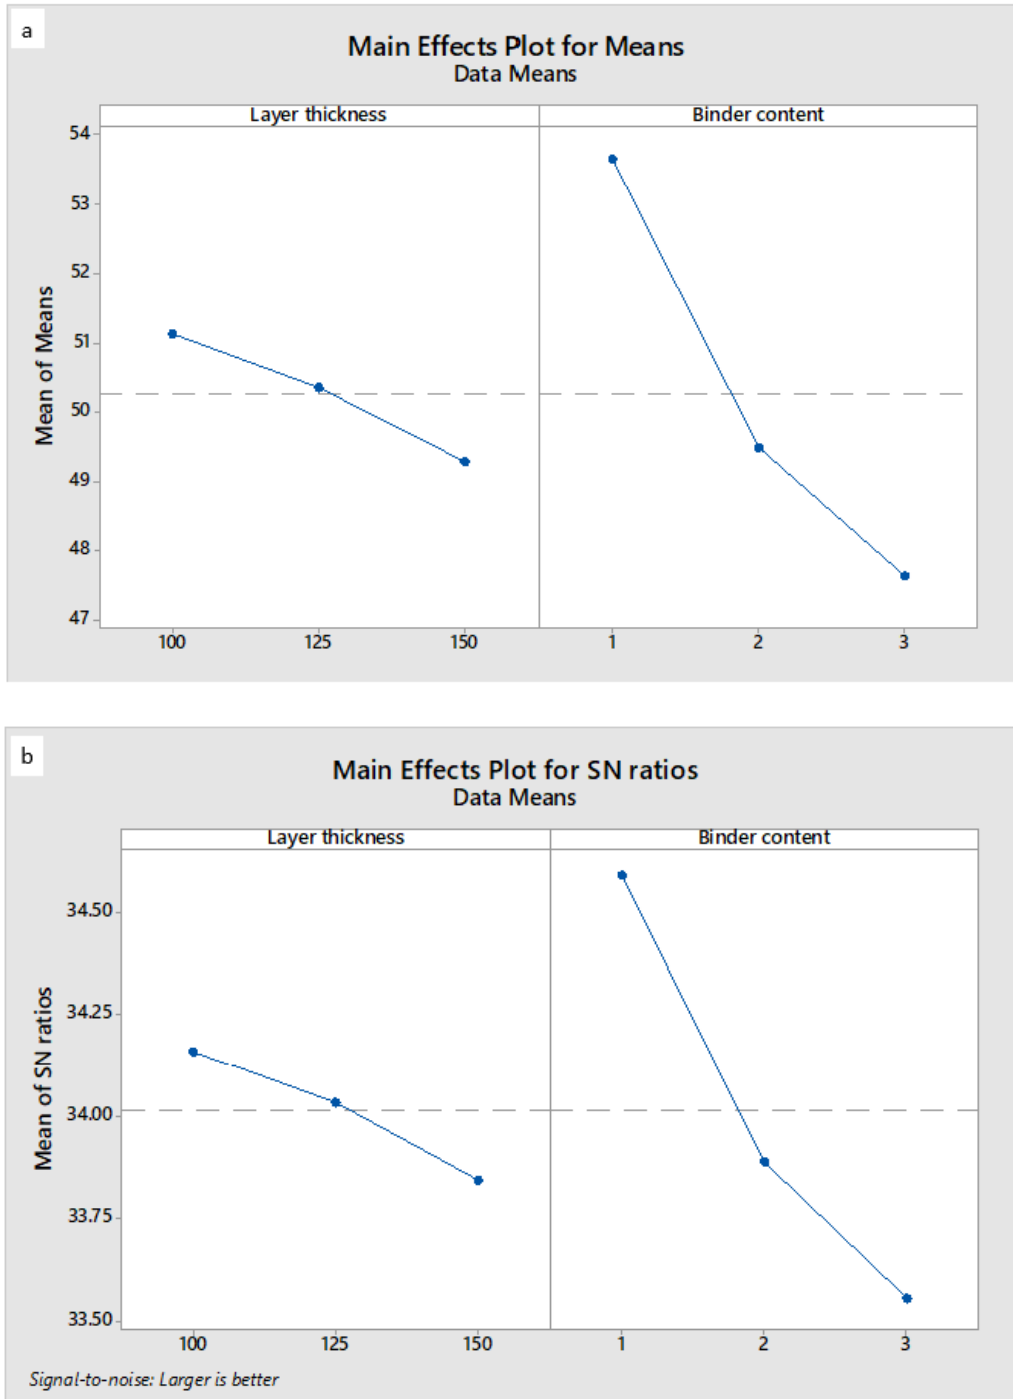 a
Main Effects Plot for Means
Data Means
Layer thickness Binder content
Mean of Means
54
53
52
51
50
49
48
47
100 125 150 1 2 3
b
Main Effects Plot for SN ratios
Data Means
Layer thickness Binder content
Mean of SN ratios
34.50
34.25
34.00
33.75
33.50
100 125 150 1 2 3
Signal-to-noise: Larger is better